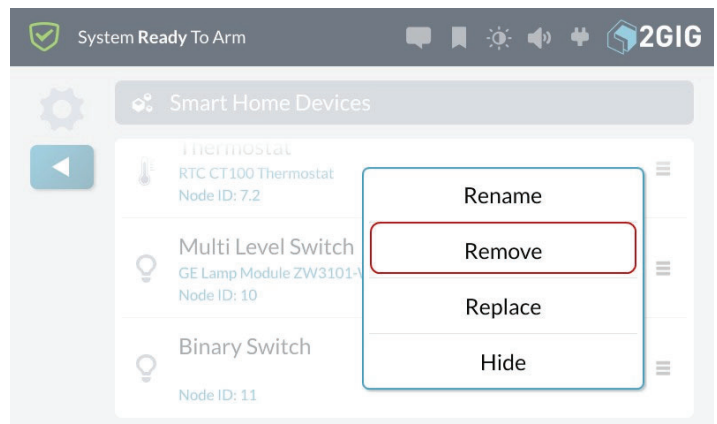 System Ready To Arm
2GIG
Smart Home Devices
Thermostat
RTC CT100 Thermostat
Node ID: 7.2
Multi Level Switch
GE Lamp Module ZW3101-
Node ID: 10
Binary Switch
Node ID: 11
Rename
Remove
Replace
Hide